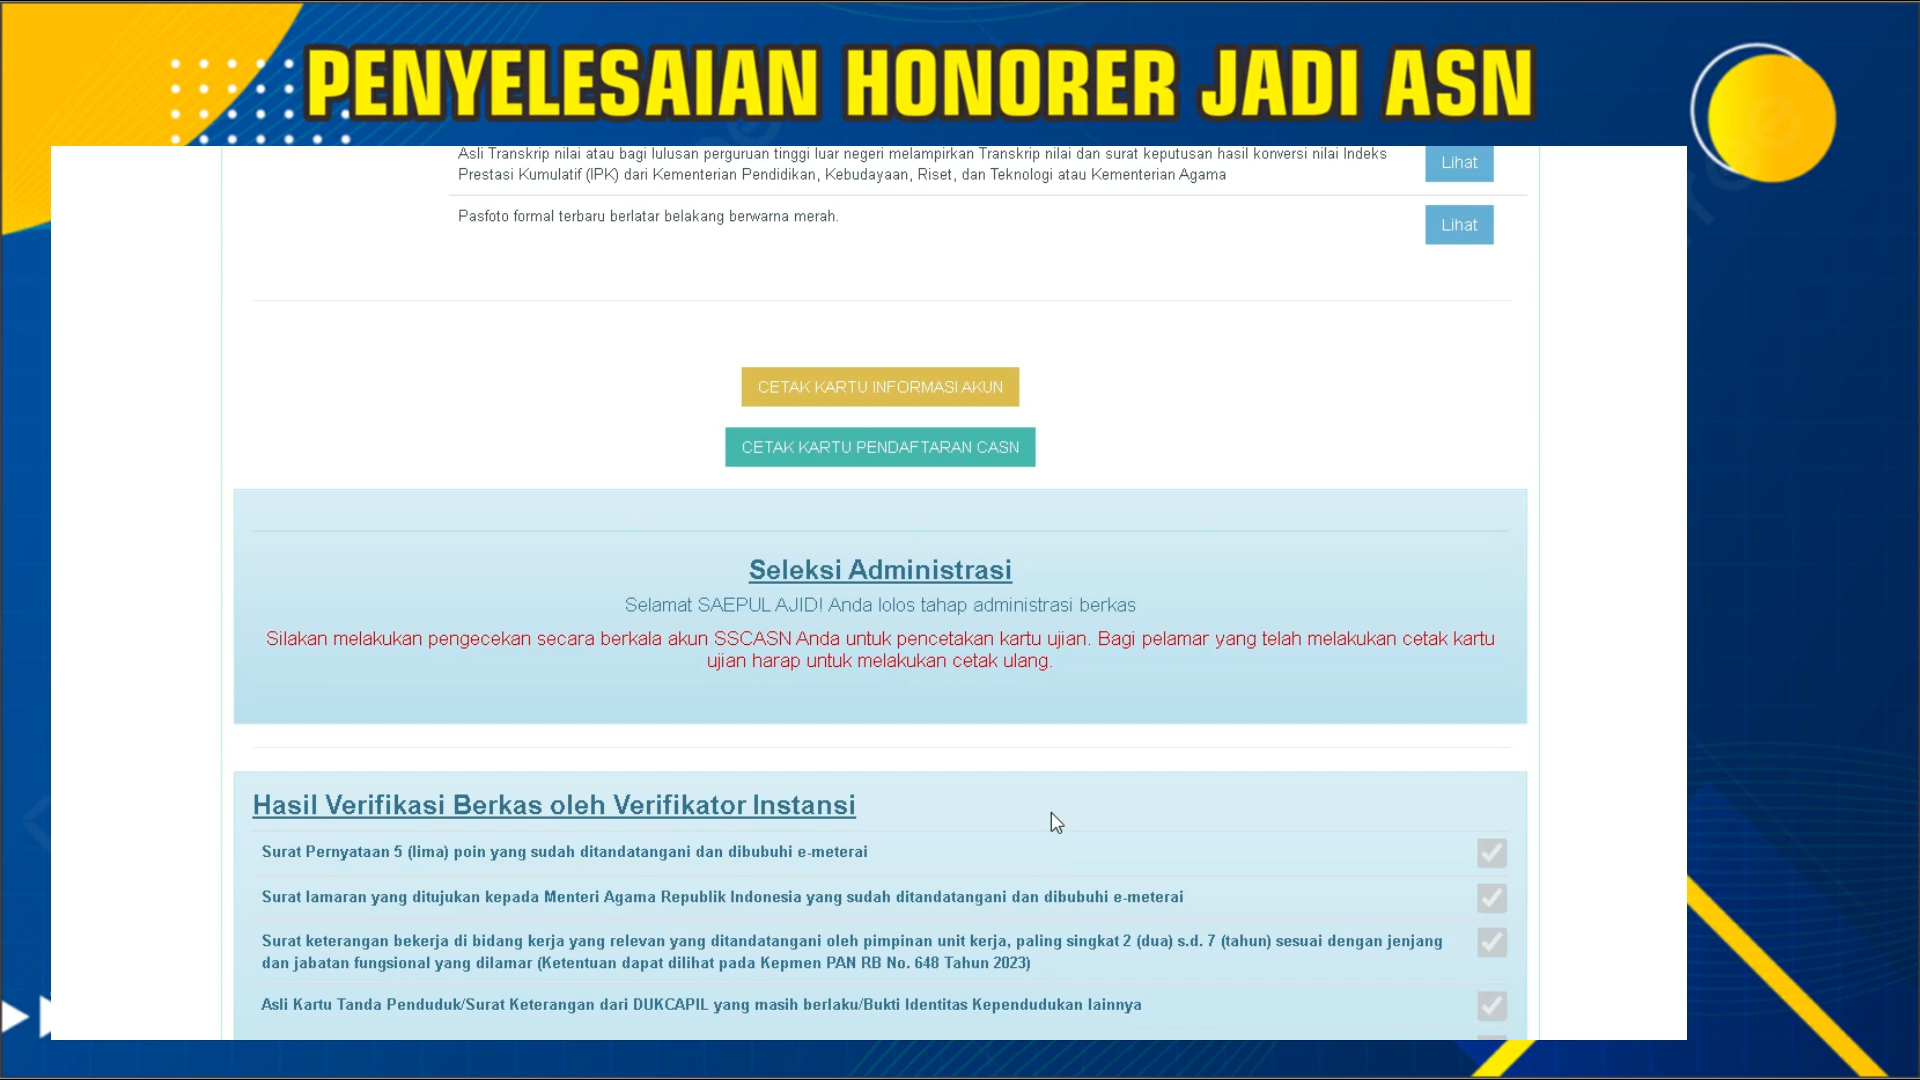 PENYELESAIAN HONORER JADI ASN
Asli Transkrip nilai atau bagi lulusan perguruan tinggi luar negeri melampirkan Transkrip nilai dan surat keputusan hasil konversi nilai Indeks
Prestasi Kumulatif (IPK) dari Kementerian Pendidikan, Kebudayaan, Riset, dan Teknologi atau Kementerian Agama
Lihat
Pasfoto formal terbaru berlatar belakang berwarna merah.
Lihat
CETAK KARTU INFORMASI AKUN
CETAK KARTU PENDAFTARAN CASN
Seleksi Administrasi
Selamat SAEPUL AJID! Anda lolos tahap administrasi berkas
Silakan melakukan pengecekan secara berkala akun SSCASN Anda untuk pencetakan kartu ujian. Bagi pelamar yang telah melakukan cetak kartu
ujian harap untuk melakukan cetak ulang.
Hasil Verifikasi Berkas oleh Verifikator Instansi
Surat Pernyataan 5 (lima) poin yang sudah ditandatangani dan dibubuhi e-meterai
Surat lamaran yang ditujukan kepada Menteri Agama Republik Indonesia yang sudah ditandatangani dan dibubuhi e-meterai
Surat keterangan bekerja di bidang kerja yang relevan yang ditandatangani oleh pimpinan unit kerja, paling singkat 2 (dua) s.d. 7 (tahun) sesuai dengan jenjang
dan jabatan fungsional yang dilamar (Ketentuan dapat dilihat pada Kepmen PAN RB No. 648 Tahun 2023)
Asli Kartu Tanda Penduduk/Surat Keterangan dari DUKCAPIL yang masih berlaku/Bukti Identitas Kependudukan lainnya